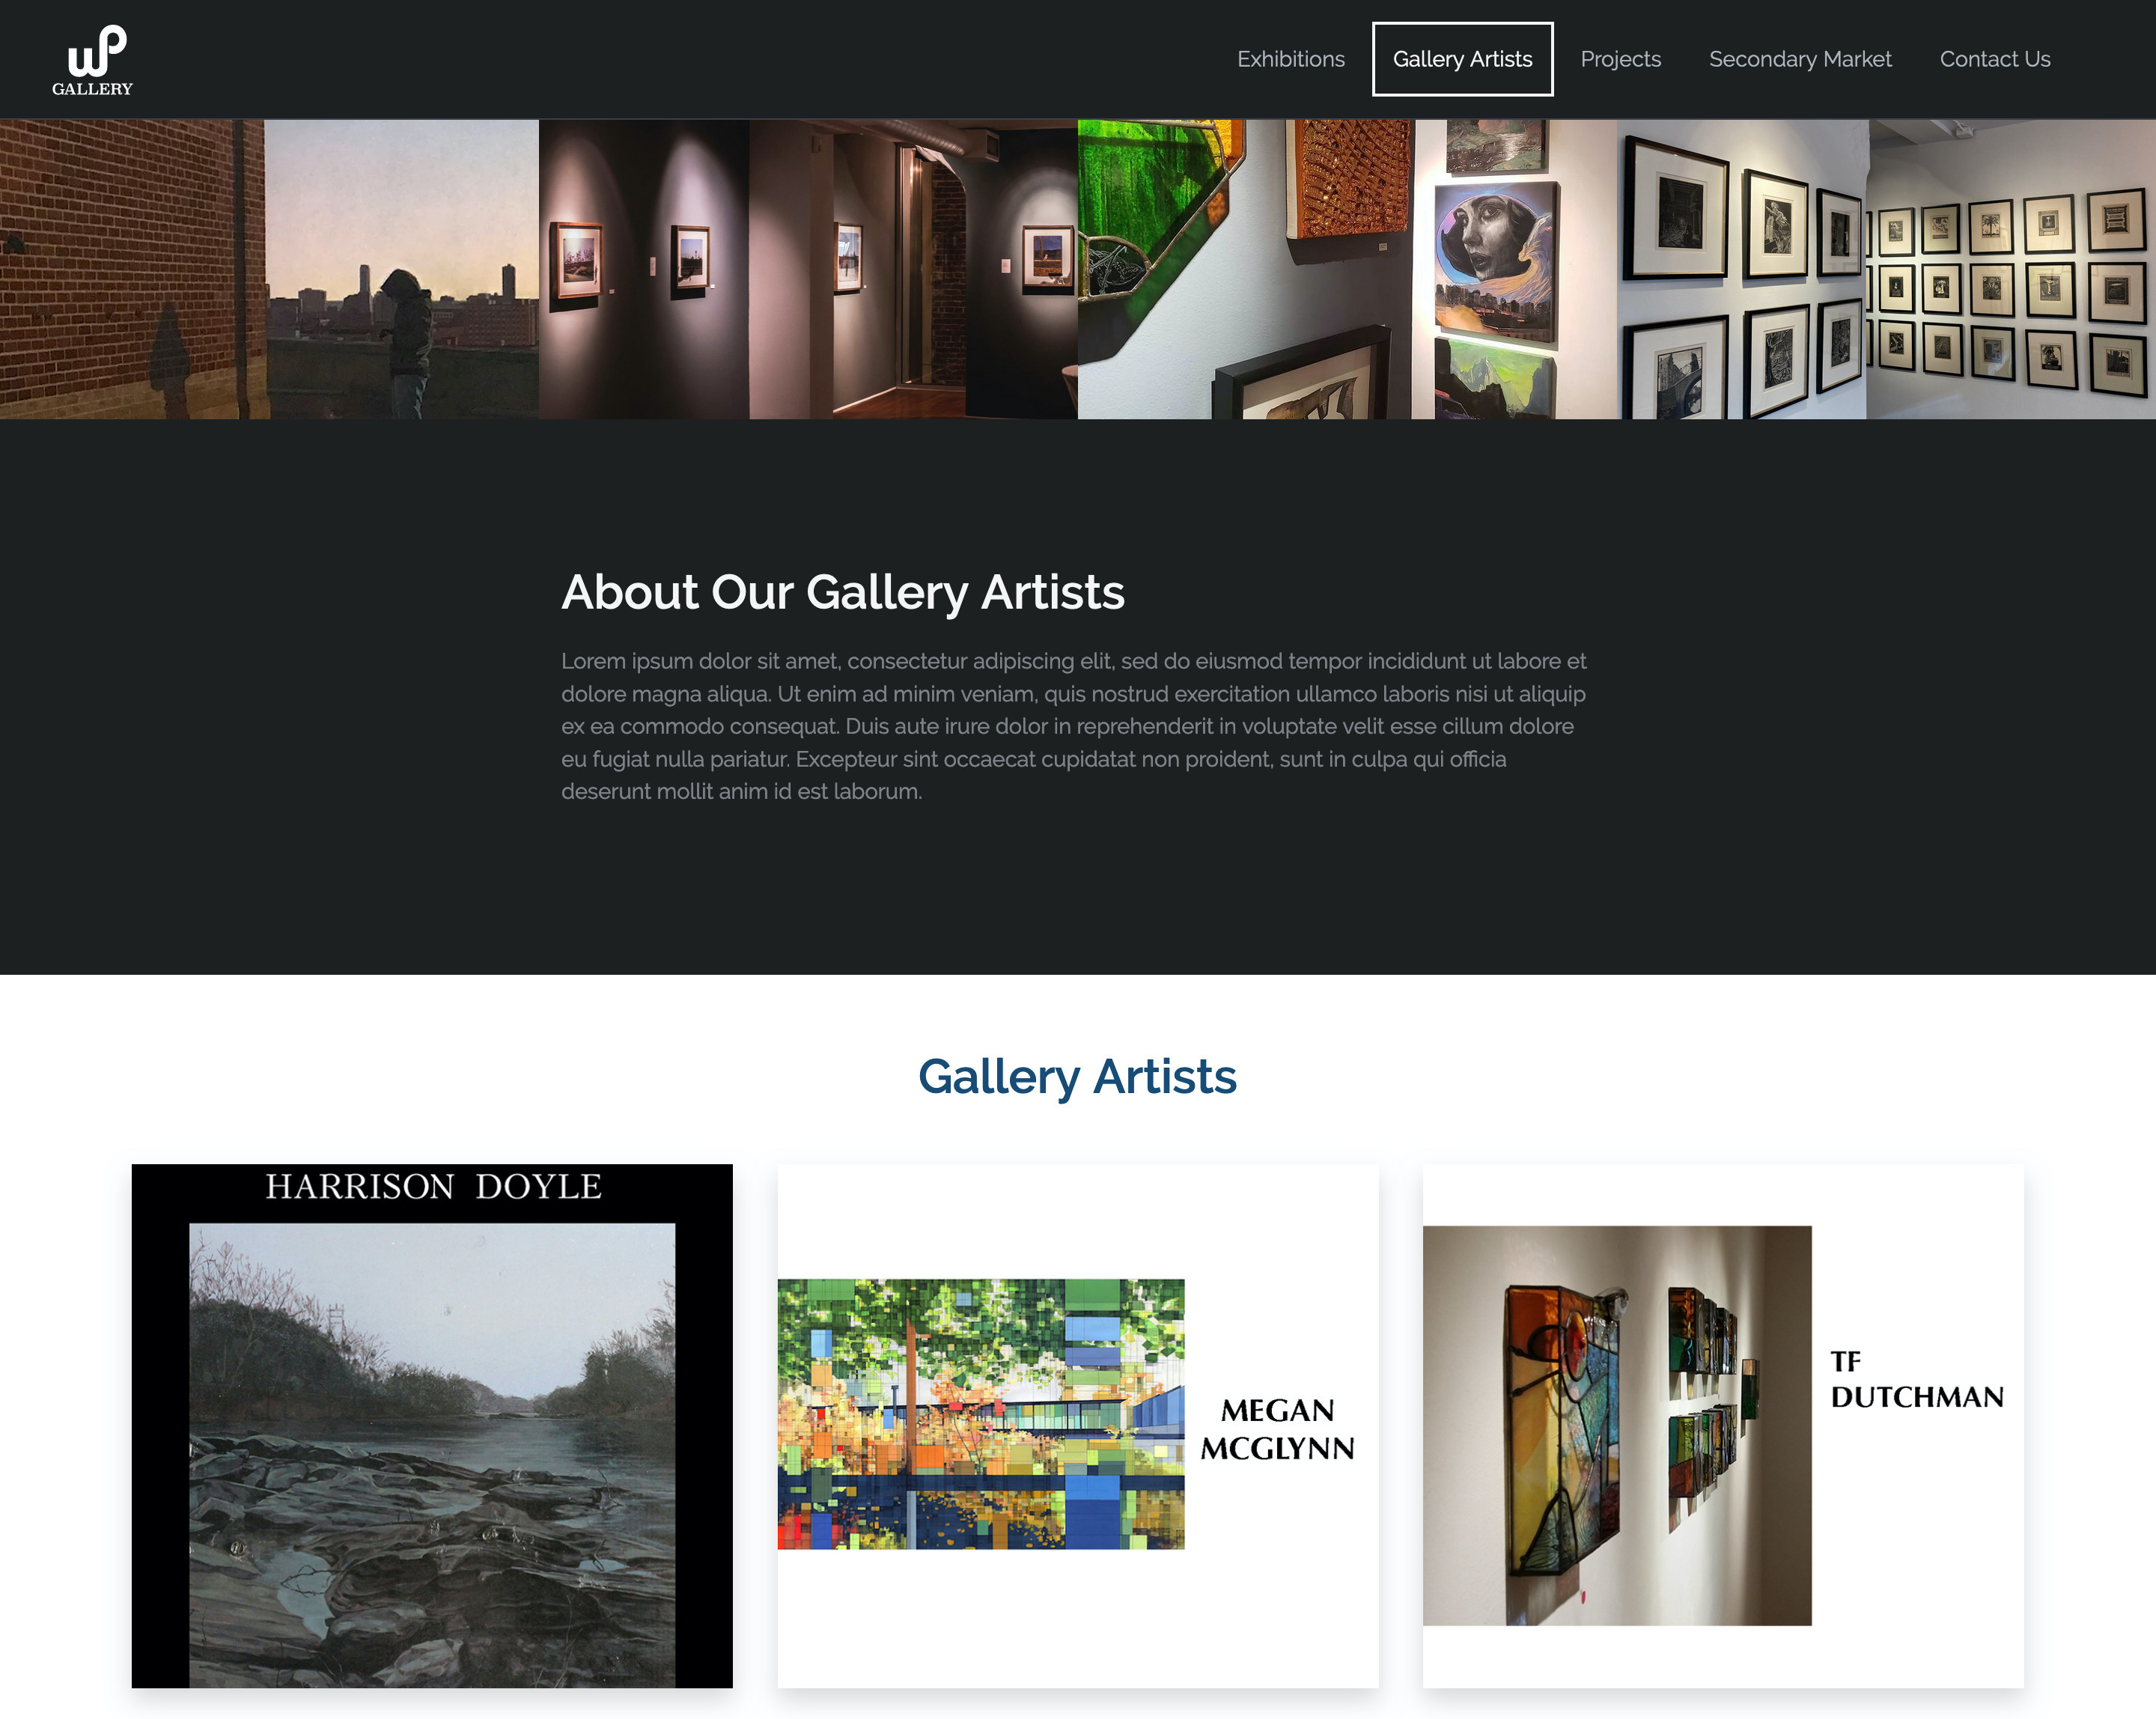 wp
GALLERY
Exhibitions
Gallery Artists
Projects
Secondary Market
Contact Us
About Our Gallery Artists
Lorem ipsum dolor sit amet, consectetur adipiscing elit, sed do eiusmod tempor incididunt ut labore et
dolore magna aliqua. Ut enim ad minim veniam, quis nostrud exercitation ullamco laboris nisi ut aliquip
ex ea commodo consequat. Duis aute irure dolor in reprehenderit in voluptate velit esse cillum dolore
eu fugiat nulla pariatur. Excepteur sint occaecat cupidatat non proident, sunt in culpa qui officia
deserunt mollit anim id est laborum.
Gallery Artists
HARRISON DOYLE
MEGAN
MCGLYNN
TF
DUTCHMAN